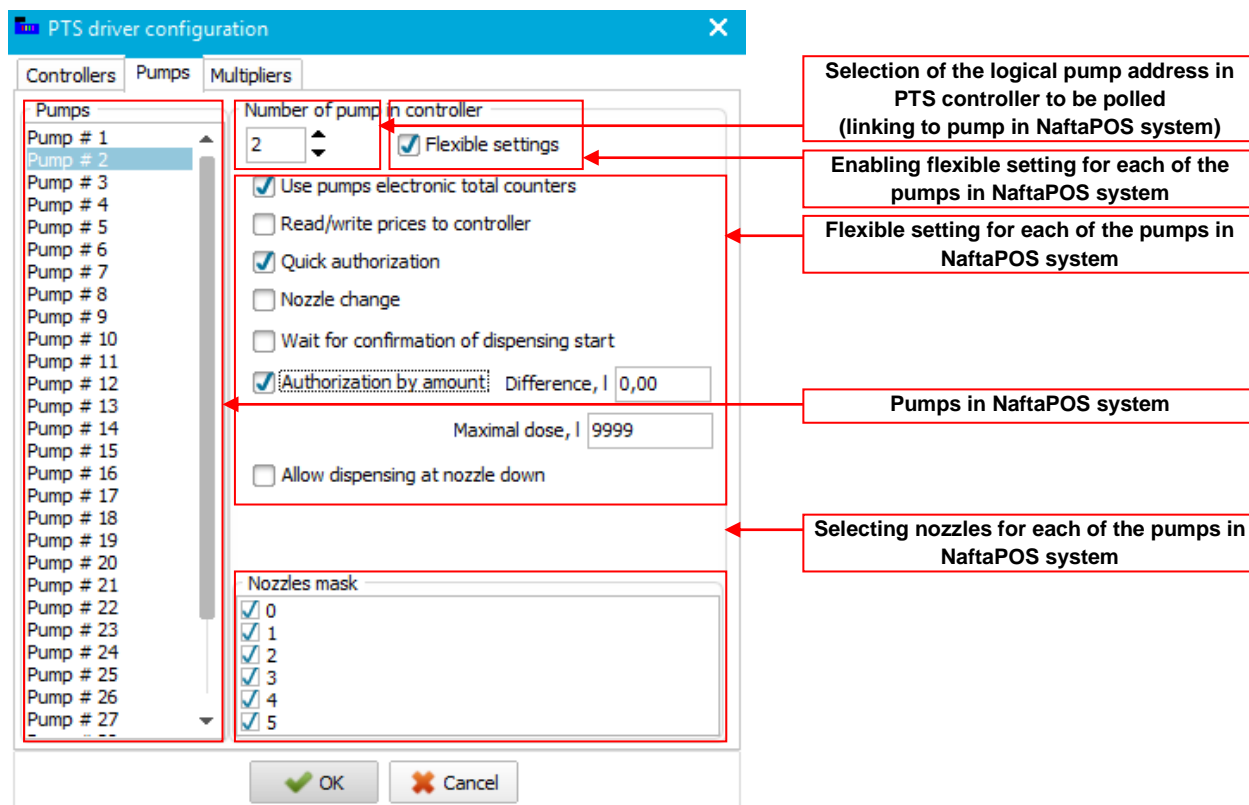 PTS driver configuration
Controllers Pumps Multipliers
Pumps
Pump # 1
Pump # 2
Pump # 3
Pump # 4
Pump # 5
Pump # 6
Pump # 7
Pump # 8
Pump # 9
Pump # 10
Pump # 11
Pump # 12
Pump # 13
Pump # 14
Pump # 15
Pump # 16
Pump # 17
Pump # 18
Pump # 19
Pump # 20
Pump # 21
Pump # 22
Pump # 23
Pump # 24
Pump # 25
Pump # 26
Pump # 27
Number of pump in controller
2 Flexible settings
Use pumps electronic total counters
Read/write prices to controller
Quick authorization
Nozzle change
Wait for confirmation of dispensing start
Authorization by amount Difference, l 0,00
Maximal dose, l 9999
Allow dispensing at nozzle down
Nozzles mask
0
1
2
3
4
5
OK Cancel
Selection of the logical pump address in
PTS controller to be polled
(linking to pump in NaftaPOS system)
Enabling flexible setting for each of the
pumps in NaftaPOS system
Flexible setting for each of the pumps in
NaftaPOS system
Pumps in NaftaPOS system
Selecting nozzles for each of the pumps in
NaftaPOS system